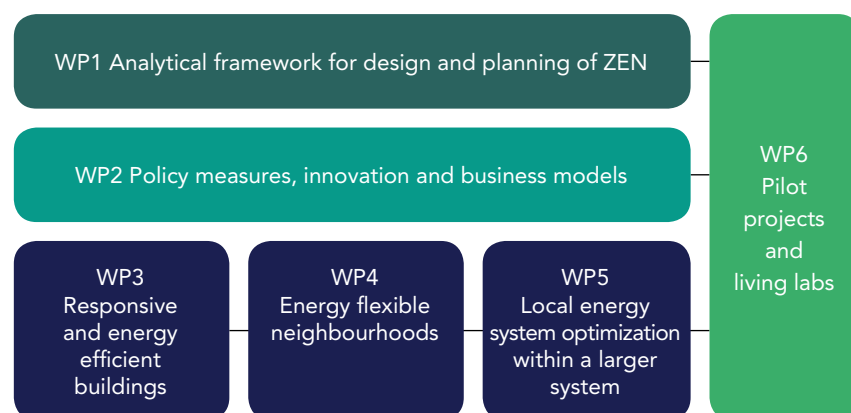 WP1 Analytical framework for design and planning of ZEN
WP2 Policy measures, innovation and business models
WP3
Responsive
and energy
efficient
buildings
WP4
Energy flexible
neighbourhoods
WP5
Local energy
system optimization
within a larger
system
WP6
Pilot
projects
and
living labs